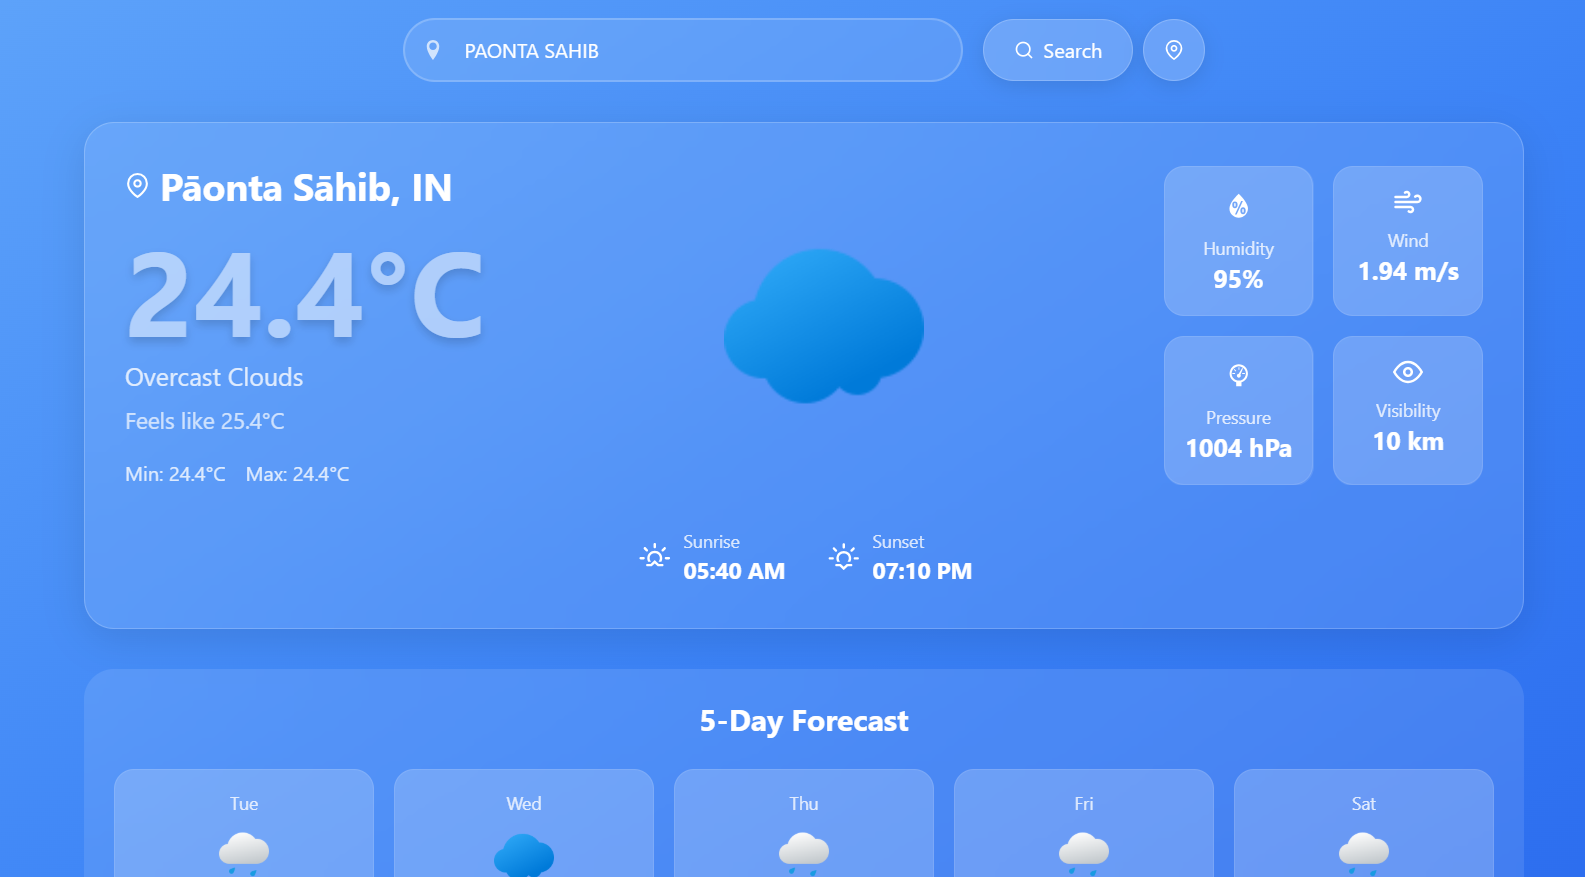 PAONTA SAHIB
Search
Pāonta Sāhib, IN
24.4°C
Overcast Clouds
Feels like 25.4°C
Min: 24.4°C Max: 24.4°C
%
Humidity
95%
Wind
1.94 m/s
Pressure
1004 hPa
Visibility
10 km
Sunrise
05:40 AM
Sunset
07:10 PM
5-Day Forecast
Tue
Wed
Thu
Fri
Sat